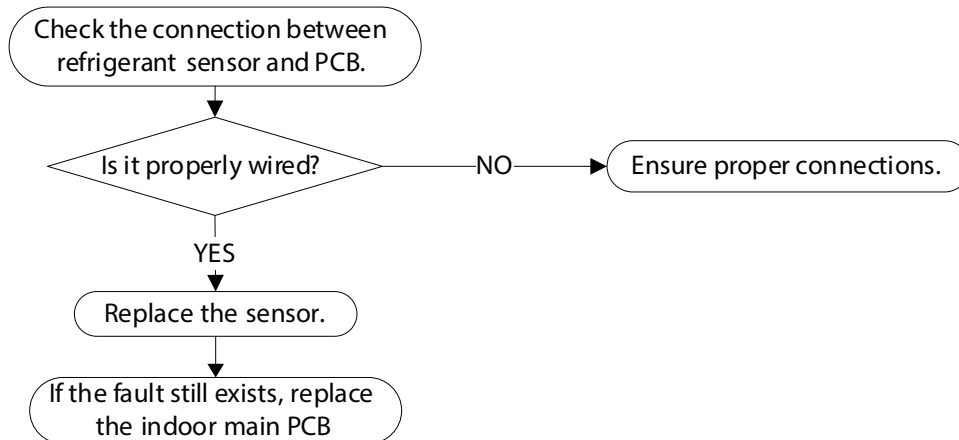 Check the connection between
refrigerant sensor and PCB.
Is it properly wired?
NO
Ensure proper connections.
YES
Replace the sensor.
If the fault still exists, replace
the indoor main PCB